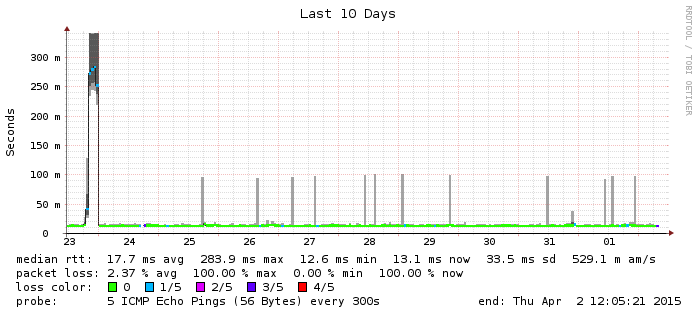 Last 10 Days
RRDTOOL / TOBI OETIKER
Seconds
300 m
250 m
200 m
150 m
100 m
50 m
0
23 24 25 26 27 28 29 30 31 01
median rtt: 17.7 ms avg 283.9 ms max 12.6 ms min 13.1 ms now 33.5 ms sd 529.1 m am/s
packet loss: 2.37 % avg 100.00 % max 0.00 % min 100.00 % now
loss color: 0 1/5 2/5 3/5 4/5
probe: 5 ICMP Echo Pings (56 Bytes) every 300s end: Thu Apr 2 12:05:21 2015